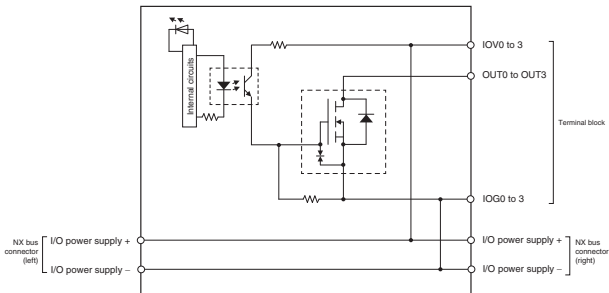 IOV0 to 3
OUT0 to OUT3
Internal circuits
Terminal block
IOG0 to 3
NX bus
connector
(left)
I/O power supply +
I/O power supply –
I/O power supply +
I/O power supply –
NX bus
connector
(right)